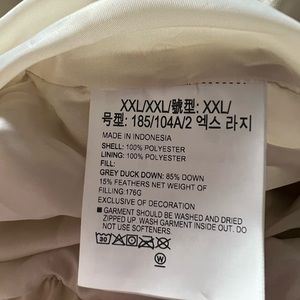 XXL/XXL/號型: XXL/
号型: 185/104A/2 엑스 라지
MADE IN INDONESIA
SHELL: 100% POLYESTER
LINING: 100% POLYESTER
FILL:
GREY DUCK DOWN: 85% DOWN
15% FEATHERS NET WEIGHT OF
FILLING 176G
EXCLUSIVE OF DECORATION
■ GARMENT SHOULD BE WASHED AND DRIED
ZIPPED UP. WASH GARMENT INSIDE OUT. DO
NOT USE FABRIC SOFTENER.
30
W